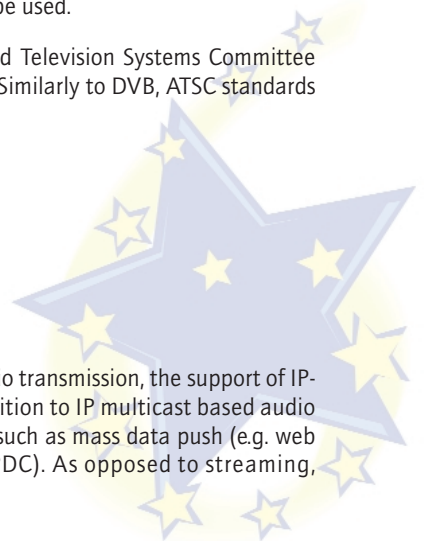 be used.
d Television Systems Committee
Similarly to DVB, ATSC standards
o transmission, the support of IP-
ition to IP multicast based audio
such as mass data push (e.g. web
DC). As opposed to streaming,